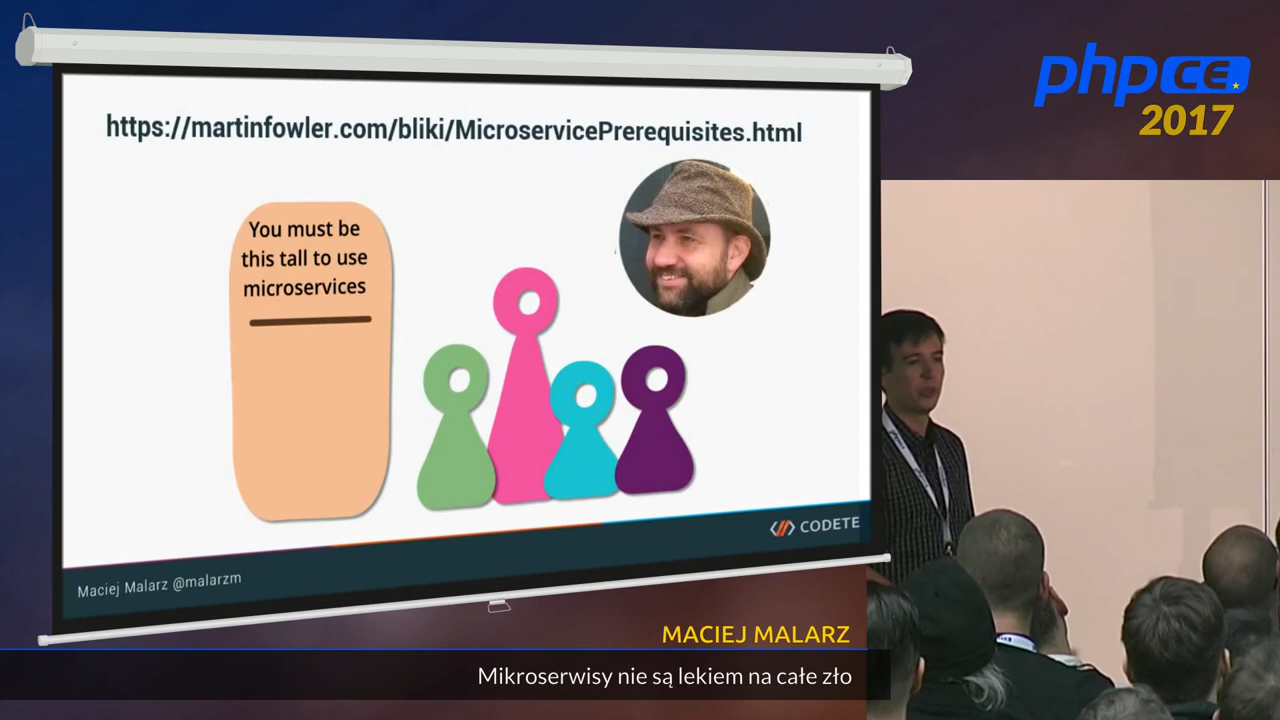 https://martinfowler.com/bliki/MicroservicePrerequisites.html
You must be
this tall to use
microservices
CODETE
Maciej Malarz @malarzm
phpCE
2017
MACIEJ MALARZ
Mikroserwisy nie są lekiem na całe zło